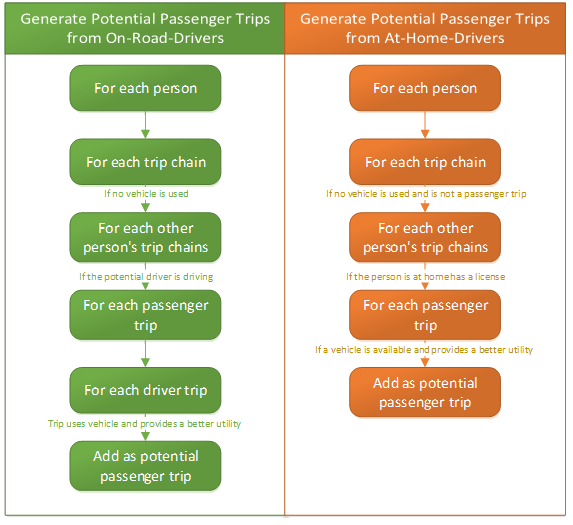 Generate Potential Passenger Trips
from On-Road-Drivers
For each person
For each trip chain
If no vehicle is used
For each other
person's trip chains
If the potential driver is driving
For each passenger
trip
For each driver trip
Trip uses vehicle and provides a better utility
Add as potential
passenger trip
Generate Potential Passenger Trips
from At-Home-Drivers
For each person
For each trip chain
If no vehicle is used and is not a passenger trip
For each other
person's trip chains
If the person is at home has a license
For each passenger
trip
If a vehicle is available and provides a better utility
Add as potential
passenger trip